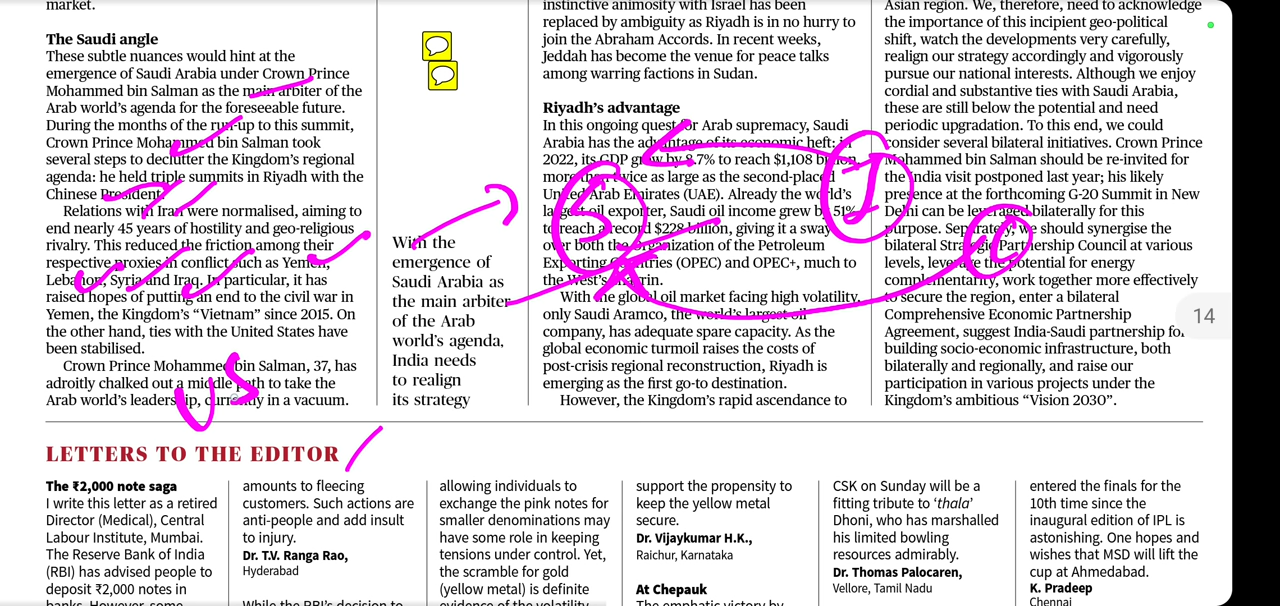 market.
The Saudi angle
These subtle nuances would hint at the
emergence of Saudi Arabia under Crown Prince
Mohammed bin Salman as the main arbiter of the
Arab world's agenda for the foreseeable future.
During the months of the run-up to this summit,
Crown Prince Mohammed bin Salman took
several steps to declutter the Kingdom's regional
agenda: he held triple summits in Riyadh with the
Chinese President.
Relations with Iran were normalised, aiming to
end nearly 45 years of hostility and geo-religious
rivalry. This reduced the friction among their
respective proxies in conflict such as Yemen,
Lebanon, Syria and Iraq. In particular, it has
raised hopes of putting an end to the civil war in
Yemen, the Kingdom's “Vietnam” since 2015. On
the other hand, ties with the United States have
been stabilised.
Crown Prince Mohammed bin Salman, 37, has
adroitly chalked out a middle path to take the
Arab world's leadership, currently in a vacuum.
US
With the
emergence of
Saudi Arabia as
the main arbiter
of the Arab
world's agenda,
India needs
to realign
its strategy
instinctive animosity with Israel has been
replaced by ambiguity as Riyadh is in no hurry to
join the Abraham Accords. In recent weeks,
Jeddah has become the venue for peace talks
among warring factions in Sudan.
Riyadh's advantage
In this ongoing quest for Arab supremacy, Saudi
Arabia has the advantage of its economic heft: in
2022, its GDP grew by 8.7% to reach $1,108 billion,
more than twice as large as the second-placed
United Arab Emirates (UAE). Already the world's
largest oil exporter, Saudi oil income grew by 51%
to reach a record $228 billion, giving it a sway
over both the Organization of the Petroleum
Exporting Countries (OPEC) and OPEC+, much to
the West's chagrin.
With the global oil market facing high volatility,
only Saudi Aramco, the world's largest oil
company, has adequate spare capacity. As the
global economic turmoil raises the costs of
post-crisis regional reconstruction, Riyadh is
emerging as the first go-to destination.
However, the Kingdom's rapid ascendance to
S
I
C
Asian region. We, therefore, need to acknowledge
the importance of this incipient geo-political
shift, watch the developments very carefully,
realign our strategy accordingly and vigorously
pursue our national interests. Although we enjoy
cordial and substantive ties with Saudi Arabia,
these are still below the potential and need
periodic upgradation. To this end, we could
consider several bilateral initiatives. Crown Prince
Mohammed bin Salman should be re-invited for
the India visit postponed last year; his likely
presence at the forthcoming G-20 Summit in New
Delhi can be leveraged bilaterally for this
purpose. Separately, we should synergise the
bilateral Strategic Partnership Council at various
levels, leverage the potential for energy
complementarity, work together more effectively
to secure the region, enter a bilateral
Comprehensive Economic Partnership
Agreement, suggest India-Saudi partnership for
building socio-economic infrastructure, both
bilaterally and regionally, and raise our
participation in various projects under the
Kingdom's ambitious “Vision 2030”.
14
LETTERS TO THE EDITOR
The ₹2,000 note saga
I write this letter as a retired
Director (Medical), Central
Labour Institute, Mumbai.
The Reserve Bank of India
(RBI) has advised people to
deposit ₹2,000 notes in
banks. However, some
amounts to fleecing
customers. Such actions are
anti-people and add insult
to injury.
Dr. T.V. Ranga Rao,
Hyderabad
While the RBI's decision to
allowing individuals to
exchange the pink notes for
smaller denominations may
have some role in keeping
tensions under control. Yet,
the scramble for gold
(yellow metal) is definite
evidence of the volatility
support the propensity to
keep the yellow metal
secure.
Dr. Vijaykumar H.K.,
Raichur, Karnataka
At Chepauk
The emphatic victory by
CSK on Sunday will be a
fitting tribute to 'thala'
Dhoni, who has marshalled
his limited bowling
resources admirably.
Dr. Thomas Palocaren,
Vellore, Tamil Nadu
entered the finals for the
10th time since the
inaugural edition of IPL is
astonishing. One hopes and
wishes that MSD will lift the
cup at Ahmedabad.
K. Pradeep
Chennai